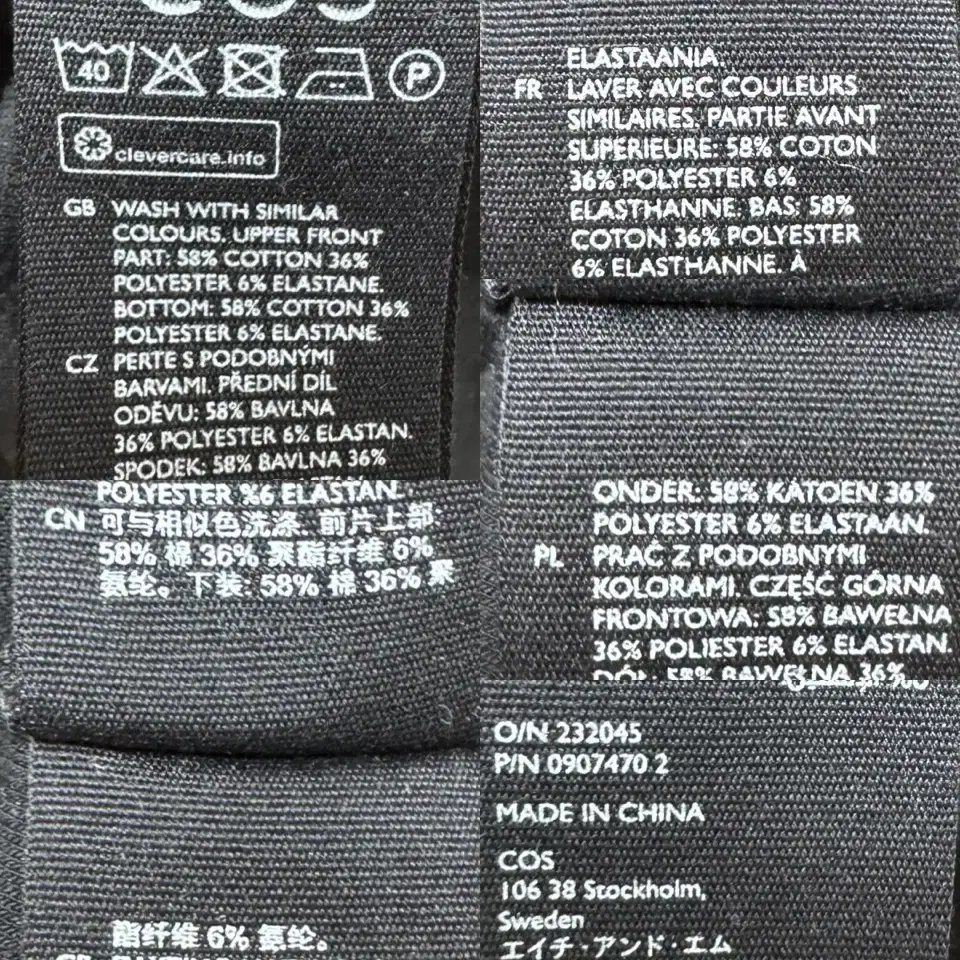 COS
40
P
clevercare.info
GB WASH WITH SIMILAR
COLOURS. UPPER FRONT
PART: 58% COTTON 36%
POLYESTER 6% ELASTANE.
BOTTOM: 58% COTTON 36%
POLYESTER 6% ELASTANE.
CZ PERTE S PODOBNÝMI
BARVAMI. PŘEDNÍ DÍL
ODĚVU: 58% BAVLNA
36% POLYESTER 6% ELASTAN.
SPODEK: 58% BAVLNA 36%
ELASTAANIA.
FR LAVER AVEC COULEURS
SIMILAIRES. PARTIE AVANT
SUPERIEURE: 58% COTON
36% POLYESTER 6%
ELASTHANNE. BAS: 58%
COTON 36% POLYESTER
6% ELASTHANNE. À
POLYESTER %6 ELASTAN.
CN 可与相似色洗涤. 前片上部:
58% 棉 36% 聚酯纤维 6%
氨纶。下装: 58% 棉 36% 聚
酯纤维 6% 氨纶。
ONDER: 58% KATOEN 36%
POLYESTER 6% ELASTAAN.
PL PRAĆ Z PODOBNYMI
KOLORAMI. CZĘŚĆ GÓRNA
FRONTOWA: 58% BAWEŁNA
36% POLIESTER 6% ELASTAN.
DÓŁ: 58% BAWEŁNA 36%
O/N 232045
P/N 0907470 2
MADE IN CHINA
COS
106 38 Stockholm,
Sweden
エイチ・アンド・エム